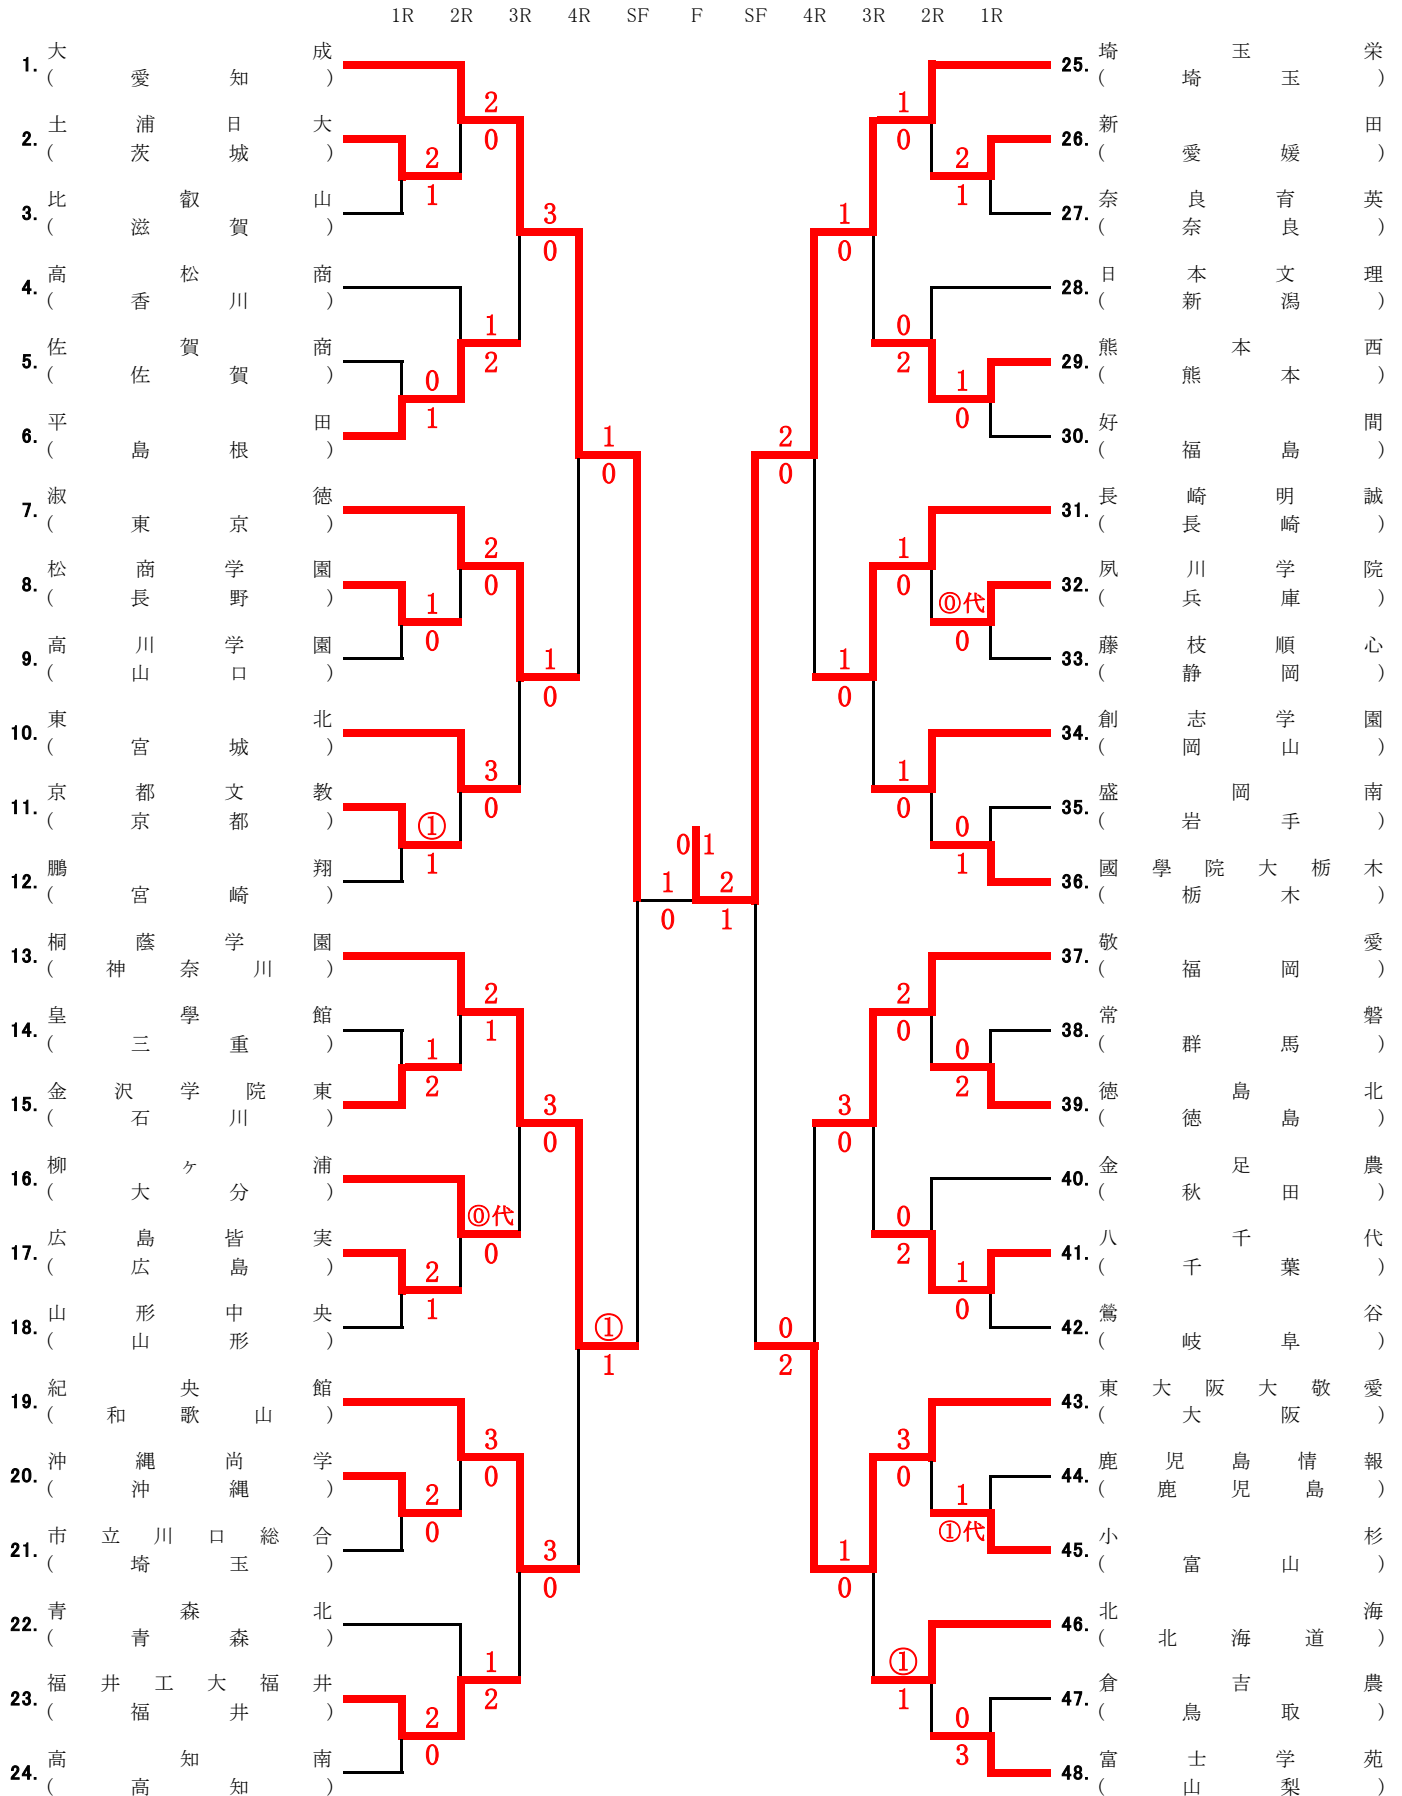 1R 2R 3R 4R SF F SF 4R 3R 2R 1R
1. 大成
(愛知)
2. 土浦日大
(茨城)
3. 比叡山
(滋賀)
4. 高松商
(香川)
5. 佐賀商
(佐賀)
6. 平田
(島根)
7. 淑徳
(東京)
8. 松商学園
(長野)
9. 高川学園
(山口)
10. 東北
(宮城)
11. 京都文教
(京都)
12. 鵬翔
(宮崎)
13. 桐蔭学園
(神奈川)
14. 皇學館
(三重)
15. 金沢学院東
(石川)
16. 柳ヶ浦
(大分)
17. 広島皆実
(広島)
18. 山形中央
(山形)
19. 紀央館
(和歌山)
20. 沖縄尚学
(沖縄)
21. 市立川口総合
(埼玉)
22. 青森北
(青森)
23. 福井工大福井
(福井)
24. 高知南
(高知)
2
1
0
1
1
0
①
1
1
2
2
1
2
0
2
0
2
0
1
2
2
0
3
0
2
1
⓪代
0
3
0
1
2
3
0
1
0
3
0
3
0
1
0
①
1
1
0
0 1
2
1
2
0
0
2
1
0
1
0
3
0
1
0
1
0
0
2
1
0
1
0
2
0
0
2
3
0
①
1
2
1
1
0
⓪代
0
0
1
0
2
1
0
1
①代
0
3
25. 埼玉栄
(埼玉)
26. 新田
(愛媛)
27. 奈良育英
(奈良)
28. 日本文理
(新潟)
29. 熊本西
(熊本)
30. 好間
(福島)
31. 長崎明誠
(長崎)
32. 夙川学院
(兵庫)
33. 藤枝順心
(静岡)
34. 創志学園
(岡山)
35. 盛岡南
(岩手)
36. 國學院大栃木
(栃木)
37. 敬愛
(福岡)
38. 常磐
(群馬)
39. 徳島北
(徳島)
40. 金足農
(秋田)
41. 八千代
(千葉)
42. 鶯谷
(岐阜)
43. 東大阪大敬愛
(大阪)
44. 鹿児島情報
(鹿児島)
45. 小杉
(富山)
46. 北海
(北海道)
47. 倉吉農
(鳥取)
48. 富士学苑
(山梨)